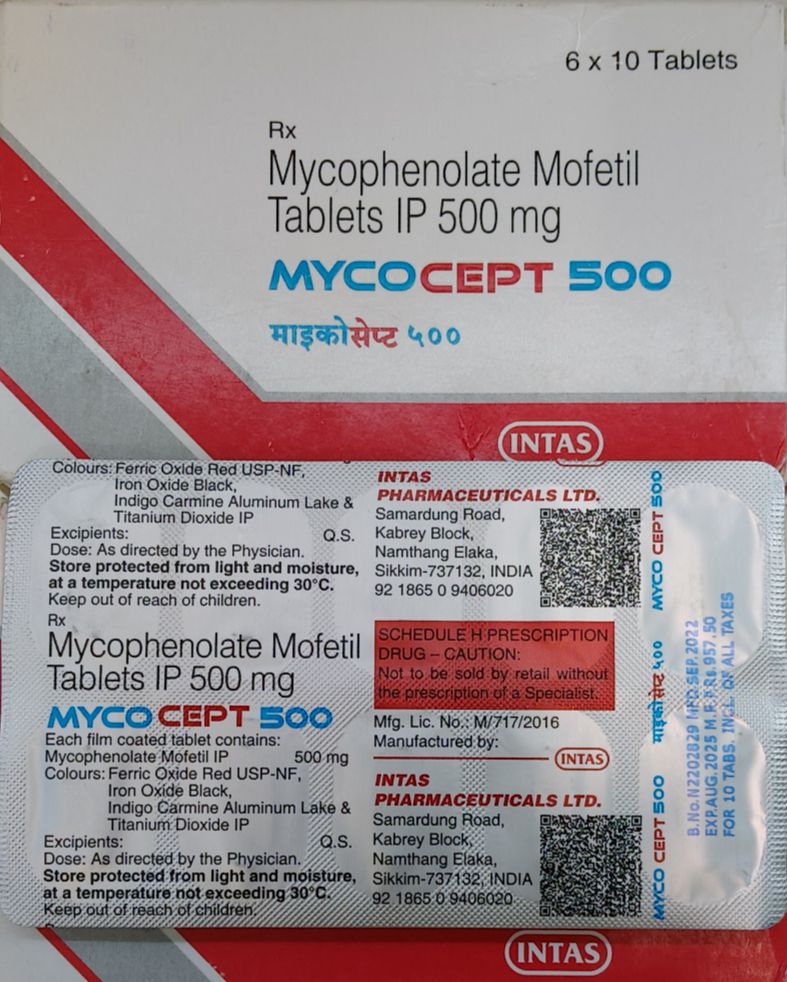 6 x 10 Tablets
Rx
Mycophenolate Mofetil
Tablets IP 500 mg
MYCOCEPT 500
माइकोसेप्ट ५००
INTAS
Colours: Ferric Oxide Red USP-NF,
Iron Oxide Black,
Indigo Carmine Aluminum Lake &
Titanium Dioxide IP
Excipients: Q.S.
Dose: As directed by the Physician.
Store protected from light and moisture,
at a temperature not exceeding 30°C.
Keep out of reach of children.
Rx
Mycophenolate Mofetil
Tablets IP 500 mg
MYCO CEPT 500
Each film coated tablet contains:
Mycophenolate Mofetil IP 500 mg
Colours: Ferric Oxide Red USP-NF,
Iron Oxide Black,
Indigo Carmine Aluminum Lake &
Titanium Dioxide IP
Excipients: Q.S.
Dose: As directed by the Physician.
Store protected from light and moisture,
at a temperature not exceeding 30°C.
Keep out of reach of children.
INTAS
PHARMACEUTICALS LTD.
Samardung Road,
Kabrey Block,
Namthang Elaka,
Sikkim-737132, INDIA
92 1865 0 9406020
SCHEDULE H PRESCRIPTION
DRUG – CAUTION:
Not to be sold by retail without
the prescription of a Specialist.
Mfg. Lic. No.: M/717/2016
Manufactured by:
INTAS
INTAS
PHARMACEUTICALS LTD.
Samardung Road,
Kabrey Block,
Namthang Elaka,
Sikkim-737132, INDIA
92 1865 0 9406020
MYCO CEPT 500
माइकोसेप्ट ५००
MYCO CEPT 500
B.No.N2202829 MFD.SEP.2022
EXP.AUG.2025 M.R.P.Rs.957.50
FOR 10 TABS. INCL. OF ALL TAXES
INTAS